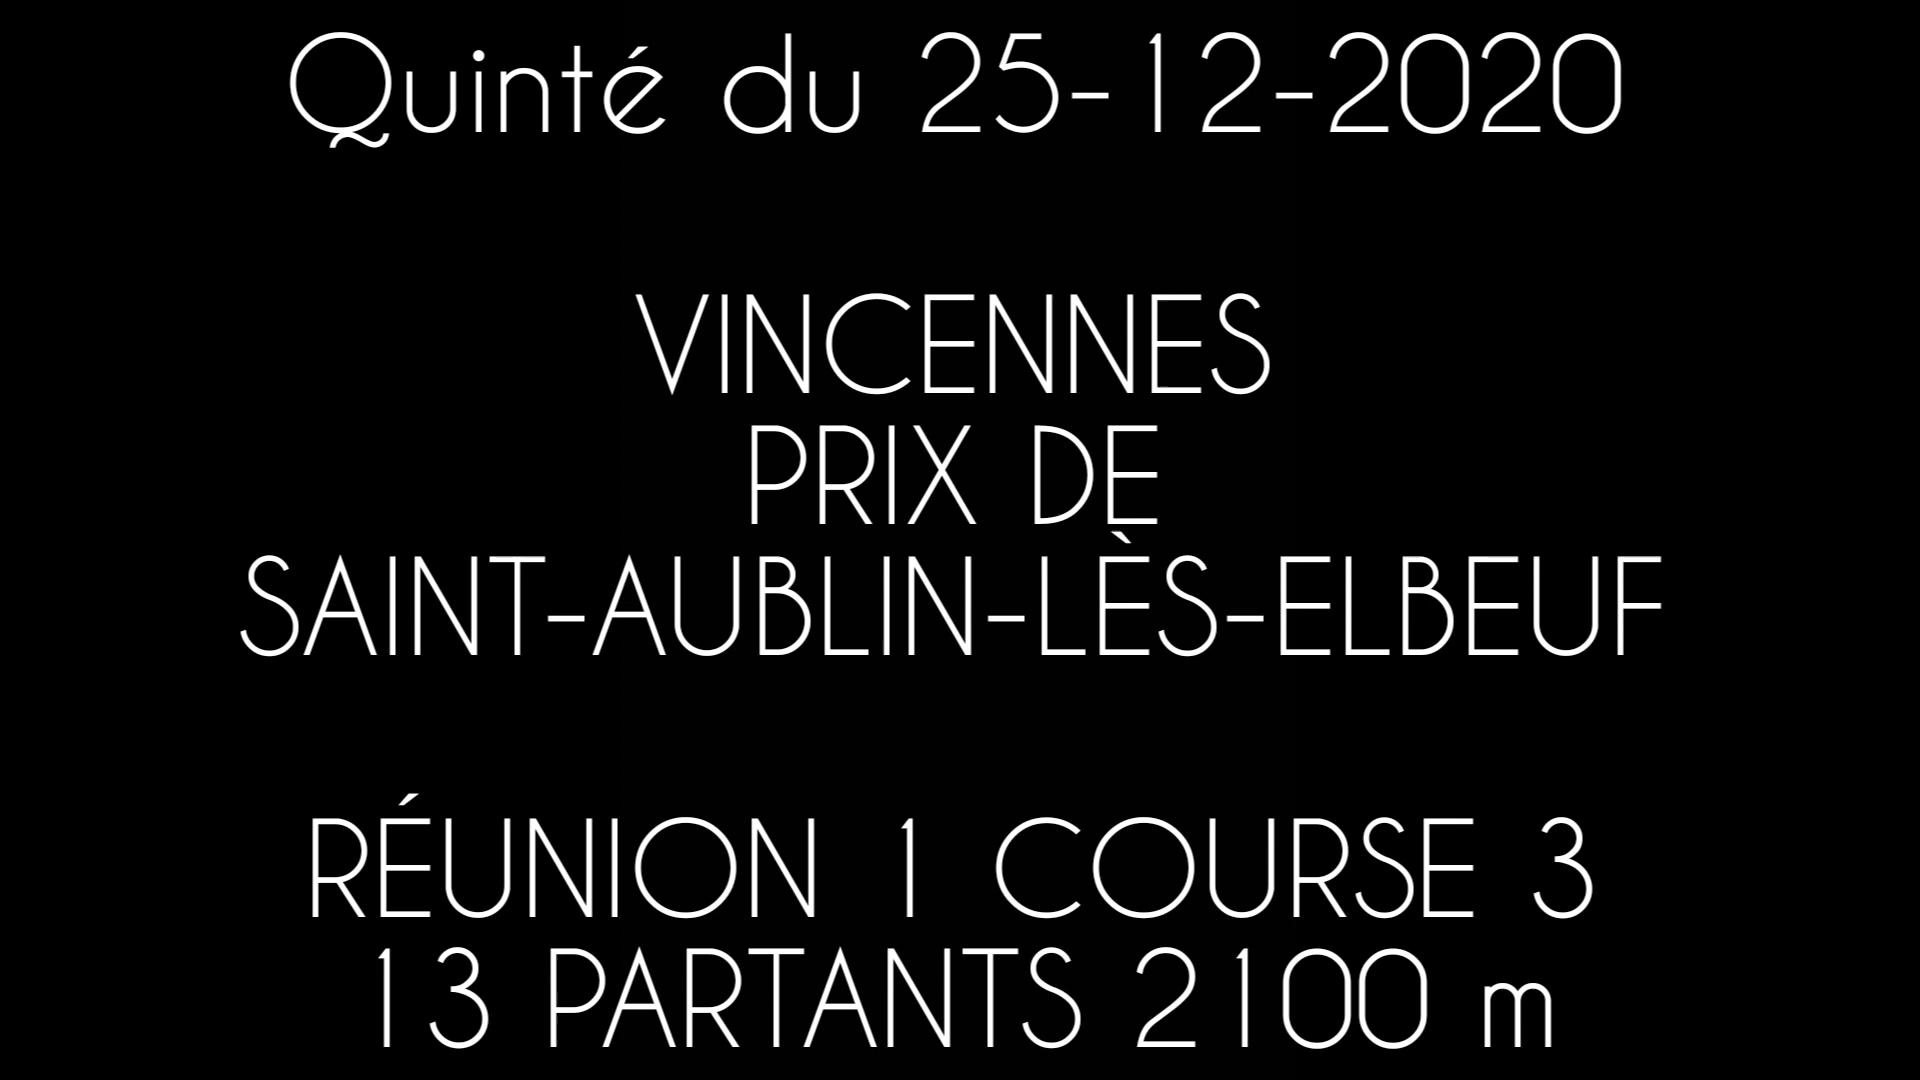 Quinté du 25-12-2020
VINCENNES
PRIX DE
SAINT-AUBLIN-LÈS-ELBEUF
RÉUNION 1 COURSE 3
13 PARTANTS 2100 m